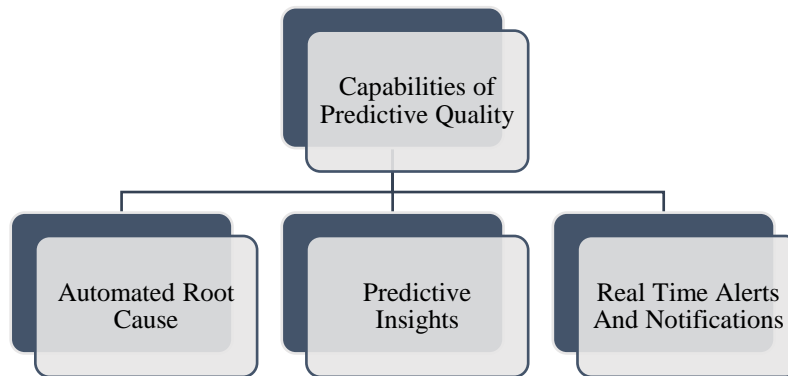 Capabilities of
Predictive Quality
Automated Root
Cause
Predictive
Insights
Real Time Alerts
And Notifications